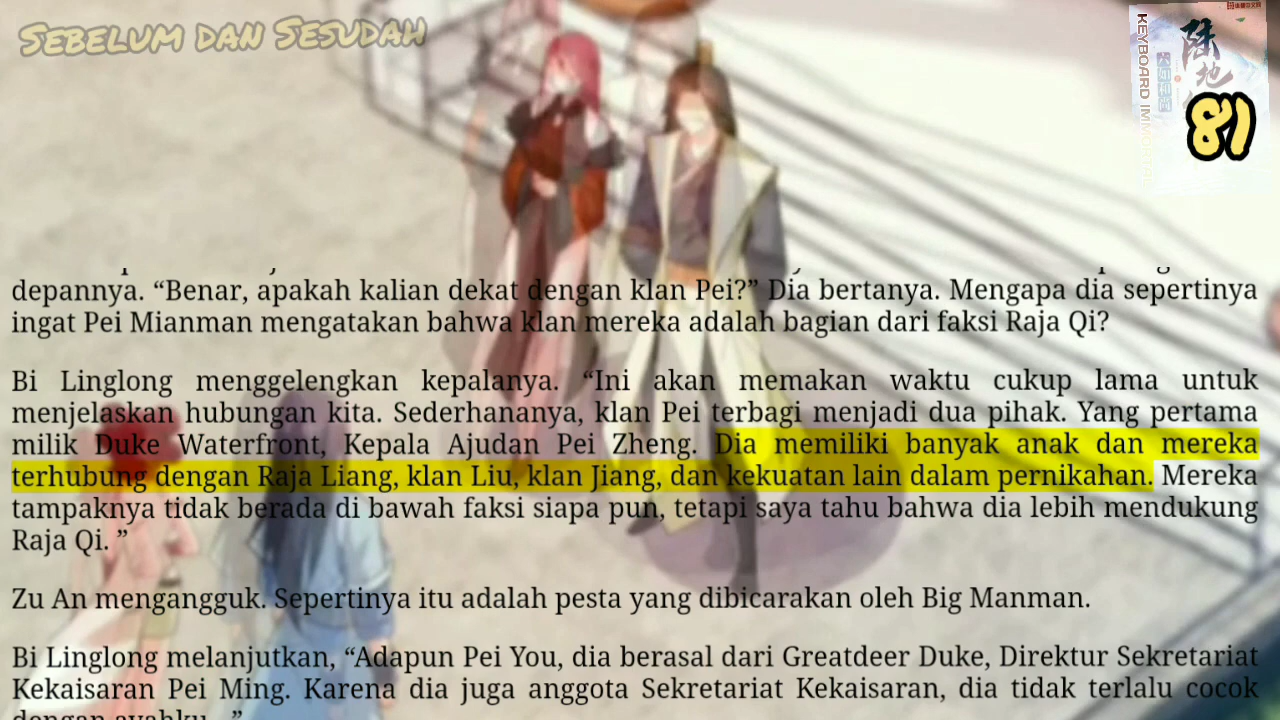 SEBELUM DAN SESUDAH
KEYBOARD IMMORTAL
陆地
81
depannya. “Benar, apakah kalian dekat dengan klan Pei?” Dia bertanya. Mengapa dia sepertinya
ingat Pei Mianman mengatakan bahwa klan mereka adalah bagian dari faksi Raja Qi?
Bi Linglong menggelengkan kepalanya. “Ini akan memakan waktu cukup lama untuk
menjelaskan hubungan kita. Sederhananya, klan Pei terbagi menjadi dua pihak. Yang pertama
milik Duke Waterfront, Kepala Ajudan Pei Zheng. Dia memiliki banyak anak dan mereka
terhubung dengan Raja Liang, klan Liu, klan Jiang, dan kekuatan lain dalam pernikahan. Mereka
tampaknya tidak berada di bawah faksi siapa pun, tetapi saya tahu bahwa dia lebih mendukung
Raja Qi. ”
Zu An mengangguk. Sepertinya itu adalah pesta yang dibicarakan oleh Big Manman.
Bi Linglong melanjutkan, “Adapun Pei You, dia berasal dari Greatdeer Duke, Direktur Sekretariat
Kekaisaran Pei Ming. Karena dia juga anggota Sekretariat Kekaisaran, dia tidak terlalu cocok
dengan ayahku...”